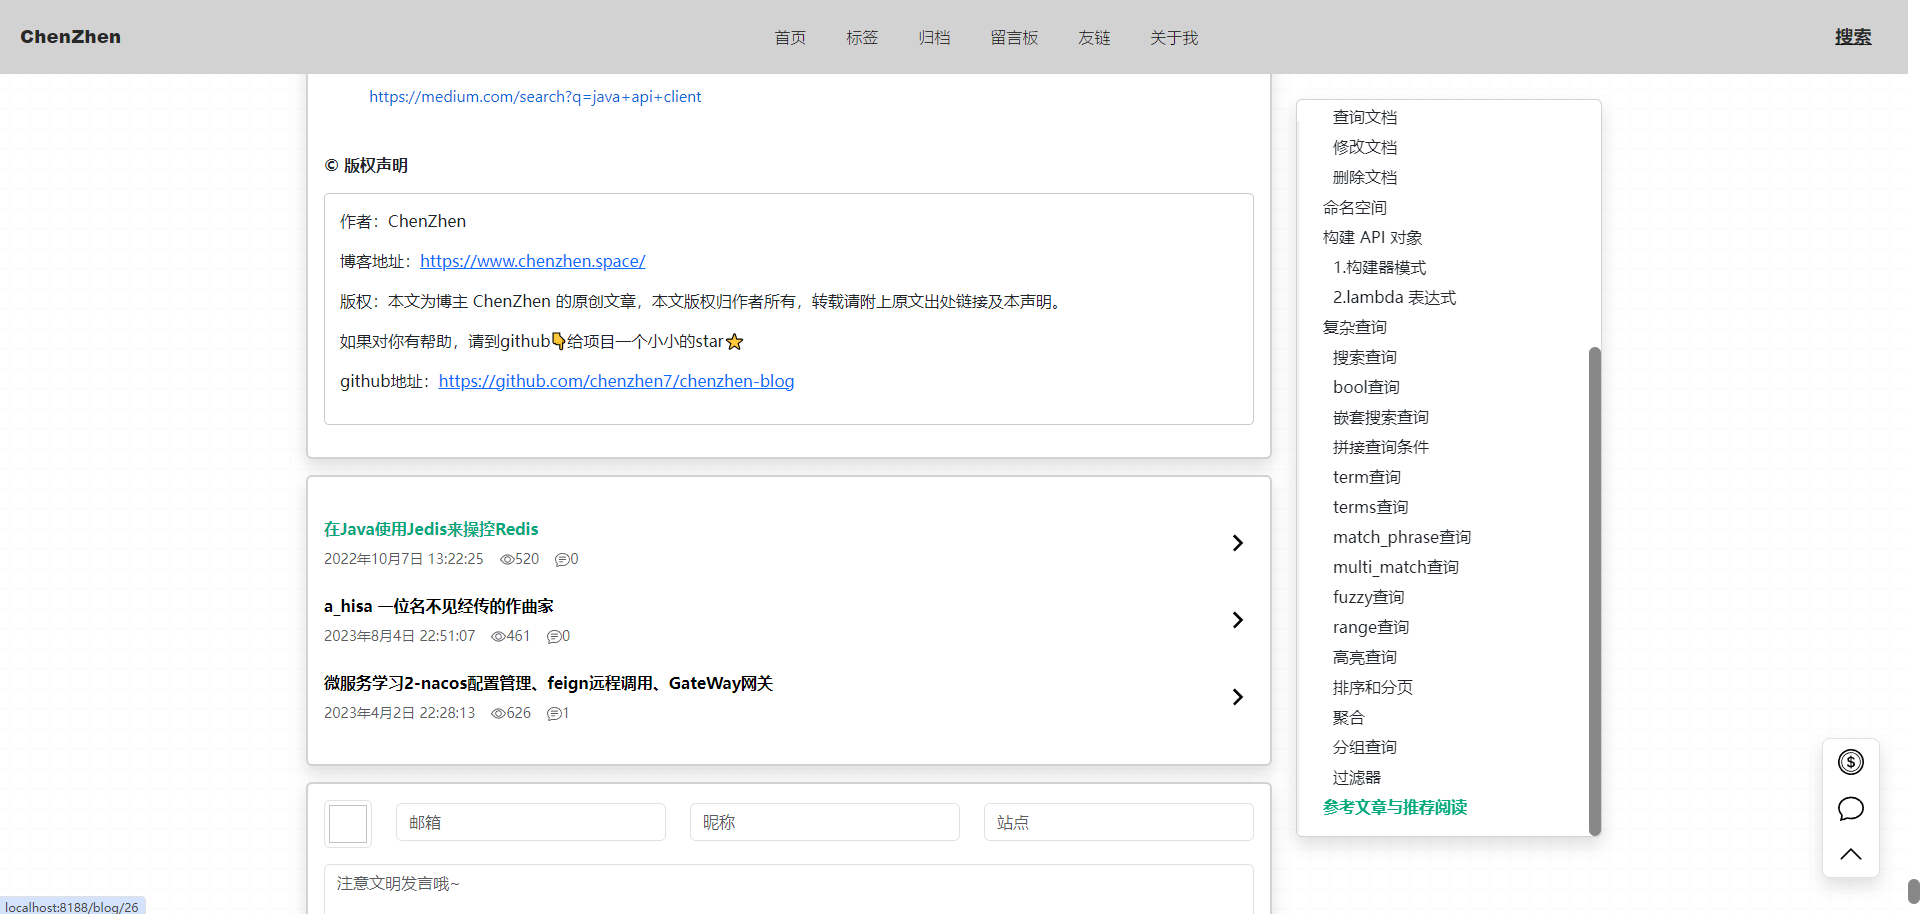 ChenZhen
首页 标签 归档 留言板 友链 关于我
搜索
https://medium.com/search?q=java+api+client
© 版权声明
作者：ChenZhen
博客地址：https://www.chenzhen.space/
版权：本文为博主 ChenZhen 的原创文章，本文版权归作者所有，转载请附上原文出处链接及本声明。
如果对你有帮助，请到github👇给项目一个小小的star⭐
github地址：https://github.com/chenzhen7/chenzhen-blog
在Java使用Jedis来操控Redis
2022年10月7日 13:22:25 520 0
a_hisa 一位名不见经传的作曲家
2023年8月4日 22:51:07 461 0
微服务学习2-nacos配置管理、feign远程调用、GateWay网关
2023年4月2日 22:28:13 626 1
邮箱 昵称 站点
注意文明发言哦~
查询文档
修改文档
删除文档
命名空间
构建 API 对象
1.构建器模式
2.lambda 表达式
复杂查询
搜索查询
bool查询
嵌套搜索查询
拼接查询条件
term查询
terms查询
match_phrase查询
multi_match查询
fuzzy查询
range查询
高亮查询
排序和分页
聚合
分组查询
过滤器
参考文章与推荐阅读
localhost:8188/blog/26